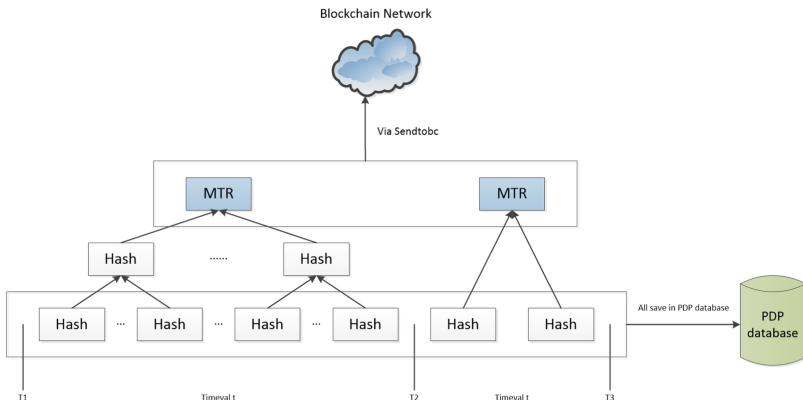 Blockchain Network
Via Sendtobc
MTR
MTR
Hash
......
Hash
Hash
...
Hash
...
Hash
...
Hash
Hash
Hash
All save in PDP database
PDP
database
T1
Timeval t
T2
Timeval t
T3